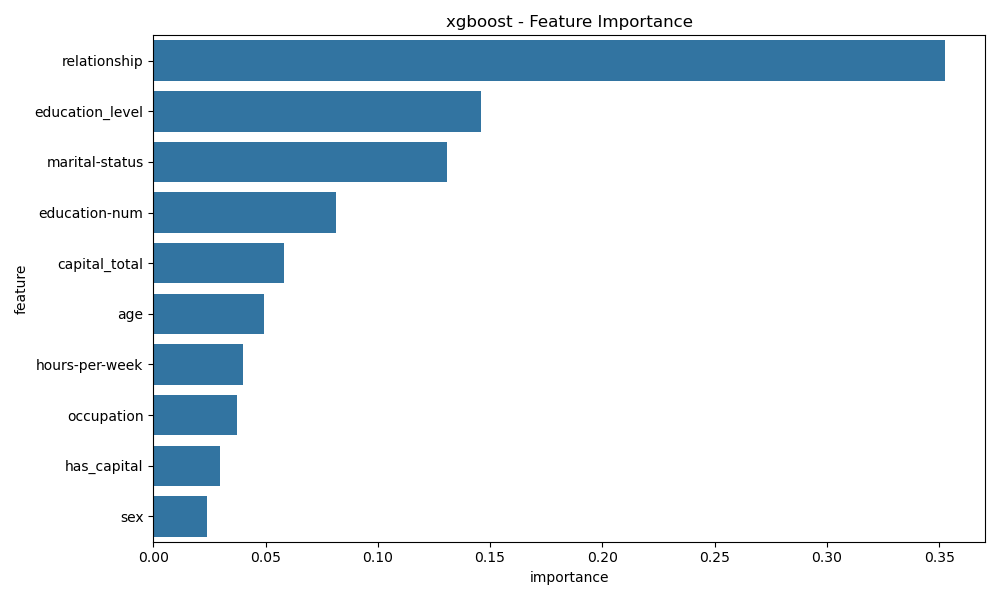 xgboost - Feature Importance
relationship
education_level
marital-status
education-num
capital_total
age
hours-per-week
occupation
has_capital
sex
feature
0.00 0.05 0.10 0.15 0.20 0.25 0.30 0.35
importance